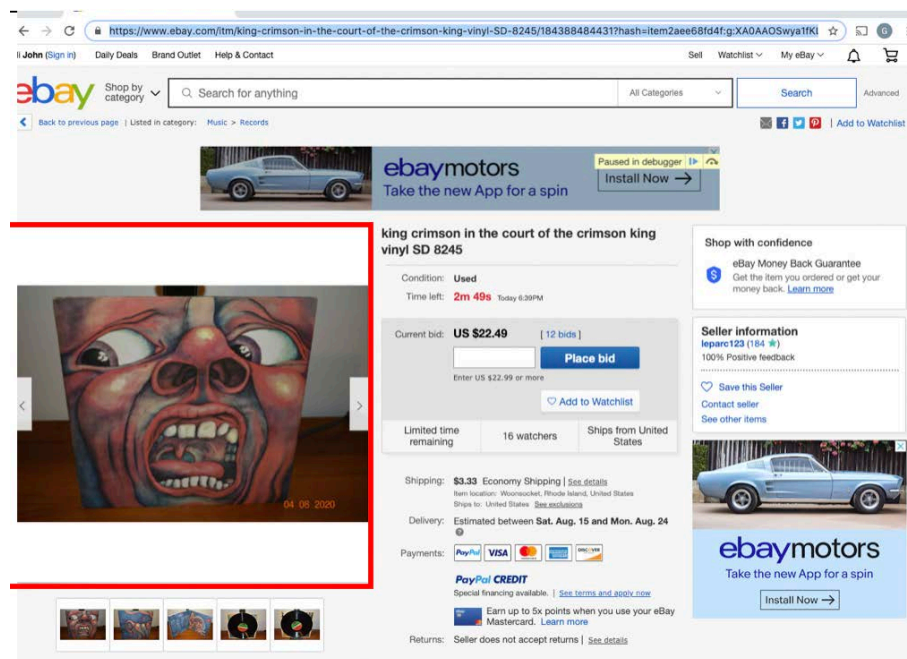 https://www.ebay.com/itm/king-crimson-in-the-court-of-the-crimson-king-vinyl-SD-8245/184388484431?hash=item2aee68fd4f:g:XA0AAOSwya1fKL
G
li John (Sign in) Daily Deals Brand Outlet Help & Contact Sell Watchlist My eBay
ebay Shop by category Search for anything All Categories Search Advanced
Back to previous page | Listed in category: Music > Records | Add to Watchlist
ebaymotors
Take the new App for a spin
Paused in debugger
Install Now →
king crimson in the court of the crimson king
vinyl SD 8245
Condition: Used
Time left: 2m 49s Today 6:39PM
Current bid: US $22.49 [ 12 bids ]
Place bid
Enter US $22.99 or more
Add to Watchlist
Limited time remaining
16 watchers
Ships from United States
Shipping: $3.33 Economy Shipping | See details
Item location: Woonsocket, Rhode Island, United States
Ships to: United States See exclusions
Delivery: Estimated between Sat. Aug. 15 and Mon. Aug. 24
Payments: PayPal VISA
PayPal CREDIT
Special financing available. | See terms and apply now
Earn up to 5x points when you use your eBay
Mastercard. Learn more
Returns: Seller does not accept returns | See details
Shop with confidence
eBay Money Back Guarantee
Get the item you ordered or get your
money back. Learn more
Seller information
leparc123 (184 ★)
100% Positive feedback
Save this Seller
Contact seller
See other items
ebaymotors
Take the new App for a spin
Install Now →
04 08 2020